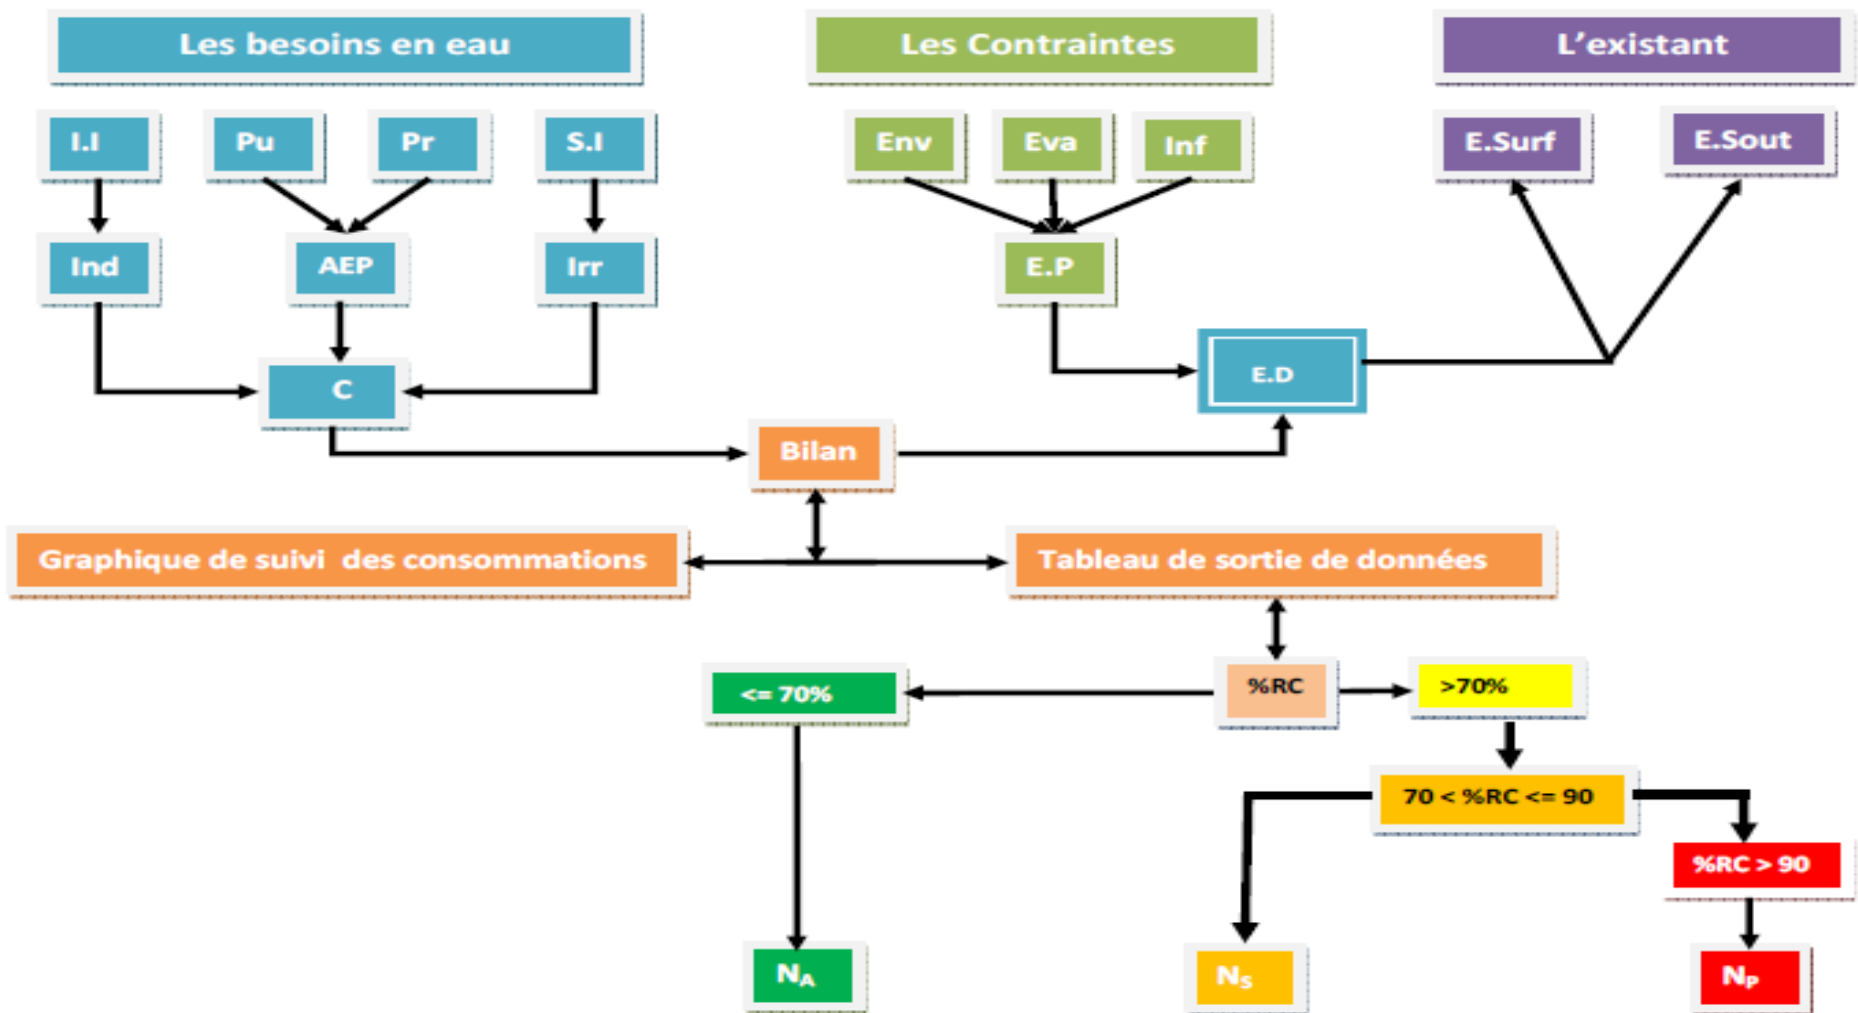 Les besoins en eau
Les Contraintes
L’existant
I.I
Pu
Pr
S.I
Env
Eva
Inf
E.Surf
E.Sout
Ind
AEP
Irr
E.P
E.D
C
Bilan
Graphique de suivi des consommations
Tableau de sortie de données
<= 70%
%RC
>70%
70 < %RC <= 90
%RC > 90
NA
NS
NP